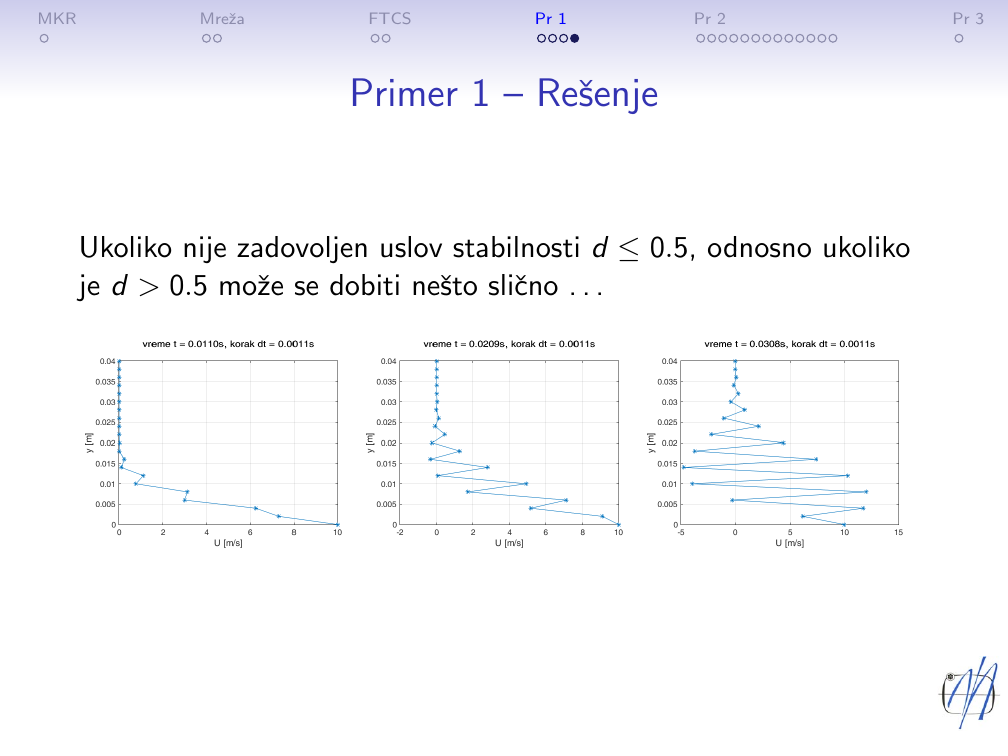 MKR Mreža FTCS Pr 1 Pr 2 Pr 3
Primer 1 – Rešenje
Ukoliko nije zadovoljen uslov stabilnosti d ≤ 0.5, odnosno ukoliko
je d > 0.5 može se dobiti nešto slično . . .
vreme t = 0.0110s, korak dt = 0.0011s
0.04
0.035
0.03
0.025
0.02
0.015
0.01
0.005
0
y [m]
0 2 4 6 8 10
U [m/s]
vreme t = 0.0209s, korak dt = 0.0011s
0.04
0.035
0.03
0.025
0.02
0.015
0.01
0.005
0
y [m]
-2 0 2 4 6 8 10
U [m/s]
vreme t = 0.0308s, korak dt = 0.0011s
0.04
0.035
0.03
0.025
0.02
0.015
0.01
0.005
0
y [m]
-5 0 5 10 15
U [m/s]